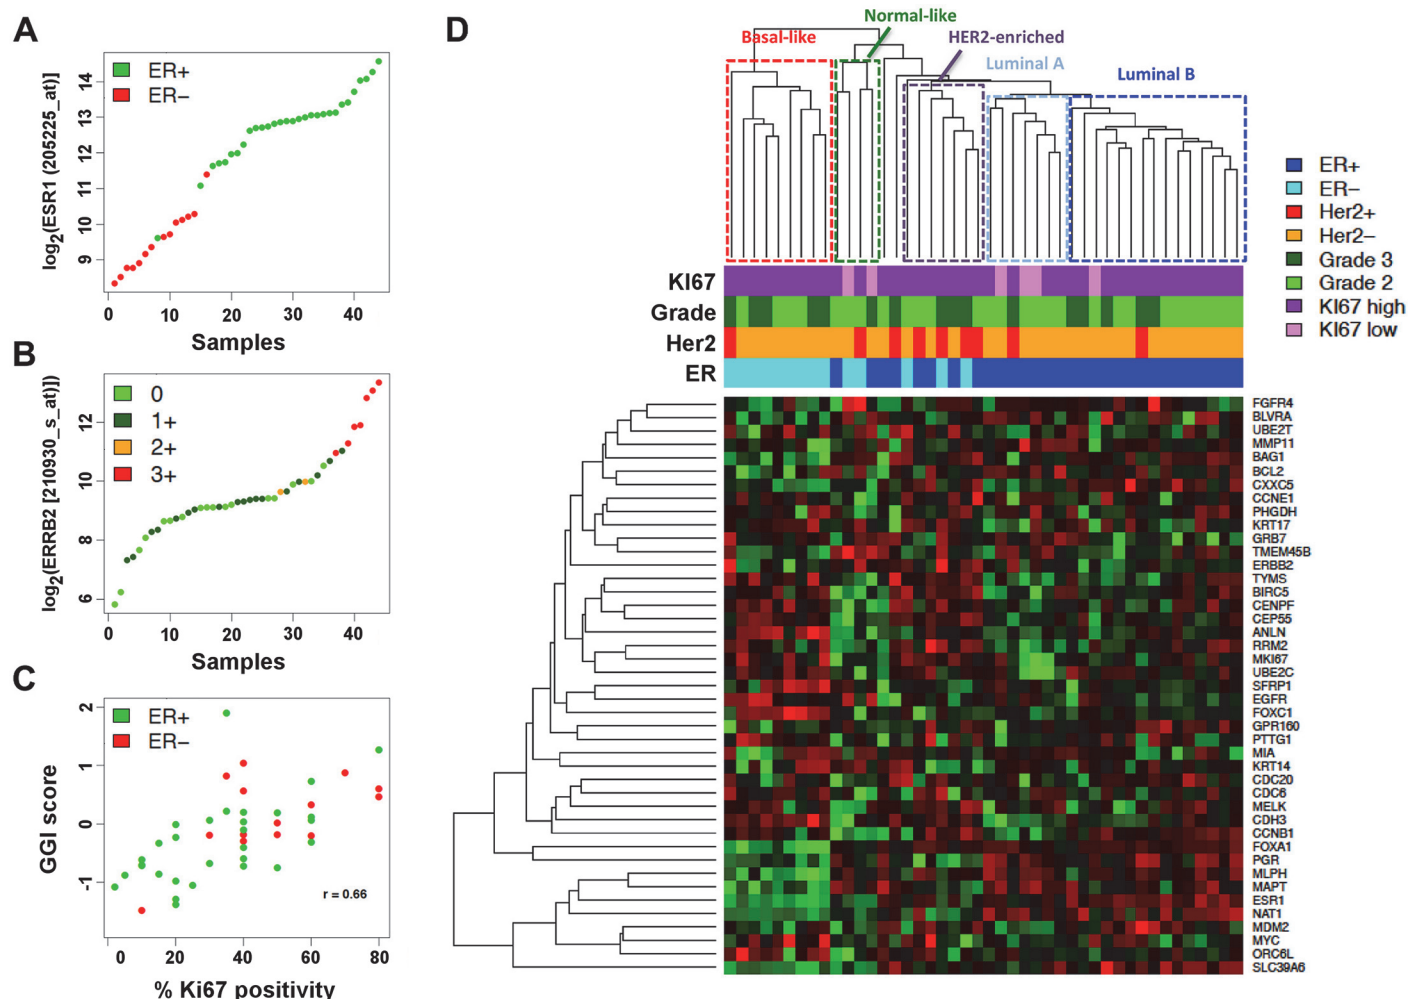 A
ER+
ER−
log2(ESR1 (205225_at)]
14
13
12
11
10
9
0
10
20
30
40
Samples
B
0
1+
2+
3+
log2(ERRB2 [210930_s_at)])
12
10
8
6
0
10
20
30
40
Samples
C
ER+
ER−
GGI score
2
1
0
-1
r = 0.66
0
20
40
60
80
% Ki67 positivity
D
Normal-like
Basal-like
HER2-enriched
Luminal A
Luminal B
ER+
ER−
Her2+
Her2−
Grade 3
Grade 2
KI67 high
KI67 low
KI67
Grade
Her2
ER
FGFR4
BLVRA
UBE2T
MMP11
BAG1
BCL2
CXXC5
CCNE1
PHGDH
KRT17
GRB7
TMEM45B
ERBB2
TYMS
BIRC5
CENPF
CEP55
ANLN
RRM2
MKI67
UBE2C
SFRP1
EGFR
FOXC1
GPR160
PTTG1
MIA
KRT14
CDC20
CDC6
MELK
CDH3
CCNB1
FOXA1
PGR
MLPH
MAPT
ESR1
NAT1
MDM2
MYC
ORC6L
SLC39A6